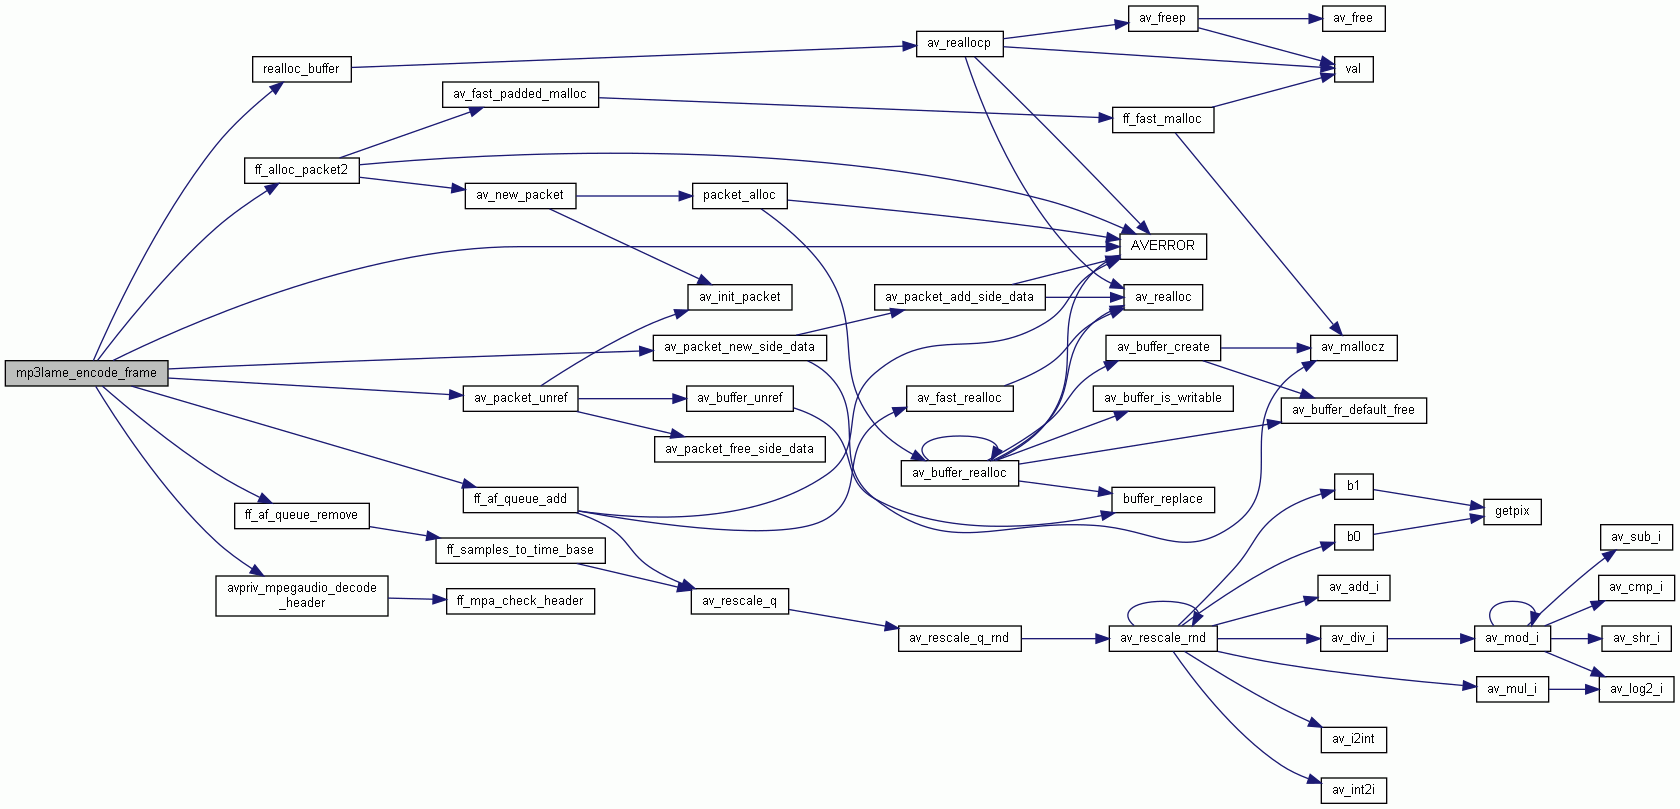 av_freep
av_free
av_reallocp
realloc_buffer
val
av_fast_padded_malloc
ff_fast_malloc
ff_alloc_packet2
av_new_packet
packet_alloc
AVERROR
av_init_packet
av_packet_add_side_data
av_realloc
av_packet_new_side_data
av_buffer_create
av_mallocz
mp3lame_encode_frame
av_packet_unref
av_buffer_unref
av_fast_realloc
av_buffer_is_writable
av_buffer_default_free
av_packet_free_side_data
av_buffer_realloc
b1
ff_af_queue_add
buffer_replace
getpix
ff_af_queue_remove
b0
av_sub_i
ff_samples_to_time_base
avpriv_mpegaudio_decode
_header
av_add_i
av_cmp_i
ff_mpa_check_header
av_rescale_q
av_rescale_q_rnd
av_rescale_rnd
av_div_i
av_mod_i
av_shr_i
av_mul_i
av_log2_i
av_i2int
av_int2i